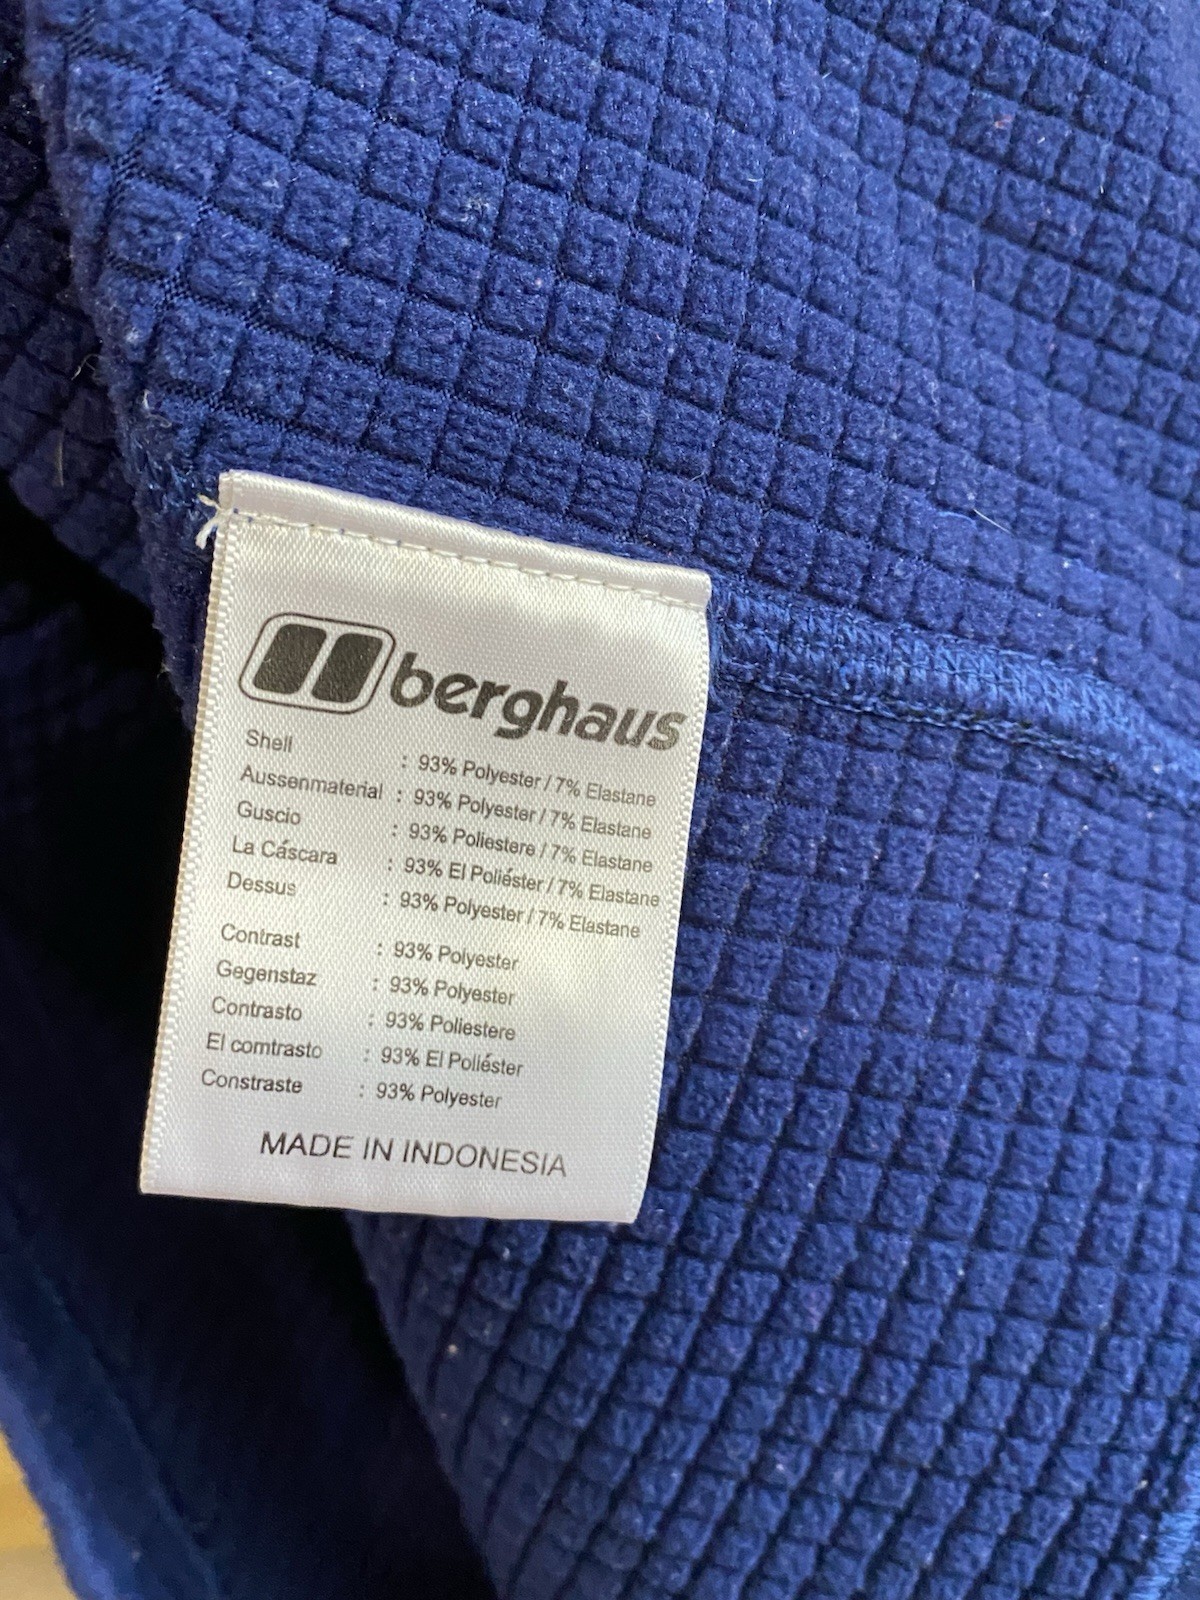 berghaus
Shell : 93% Polyester / 7% Elastane
Aussenmaterial : 93% Polyester / 7% Elastane
Guscio : 93% Poliestere / 7% Elastane
La Cáscara : 93% El Poliéster / 7% Elastane
Dessus : 93% Polyester / 7% Elastane
Contrast : 93% Polyester
Gegenstaz : 93% Polyester
Contrasto : 93% Poliestere
El comtrasto : 93% El Poliéster
Constraste : 93% Polyester
MADE IN INDONESIA